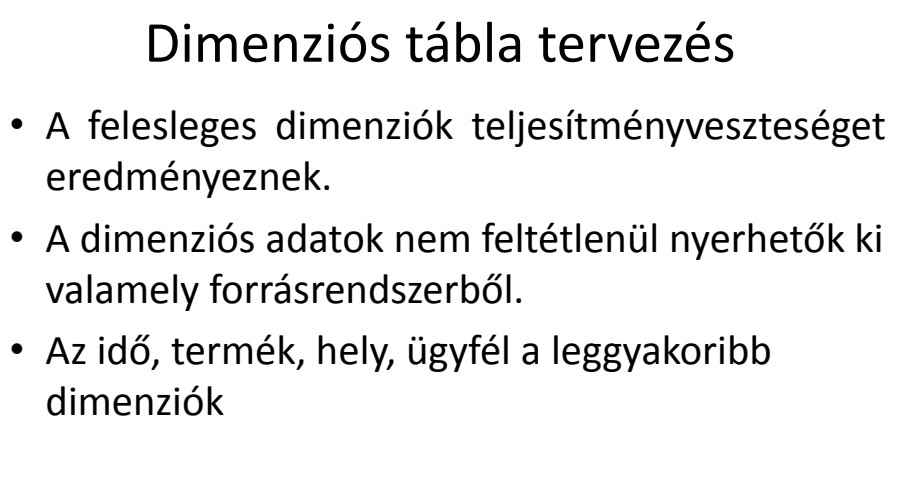 Dimenziós tábla tervezés
• A felesleges dimenziók teljesítményveszteséget
eredményeznek.
• A dimenziós adatok nem feltétlenül nyerhetők ki
valamely forrásrendszerből.
• Az idő, termék, hely, ügyfél a leggyakoribb
dimenziók